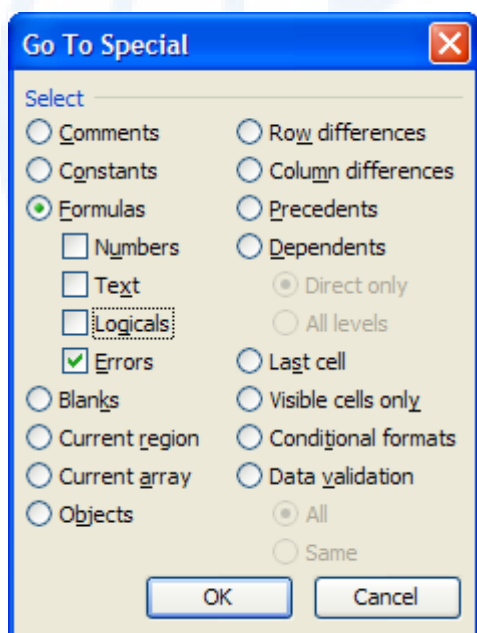 Go To Special
Select
Comments
Constants
Formulas
Numbers
Text
Logicals
Errors
Blanks
Current region
Current array
Objects
Row differences
Column differences
Precedents
Dependents
Direct only
All levels
Last cell
Visible cells only
Conditional formats
Data validation
All
Same
OK
Cancel